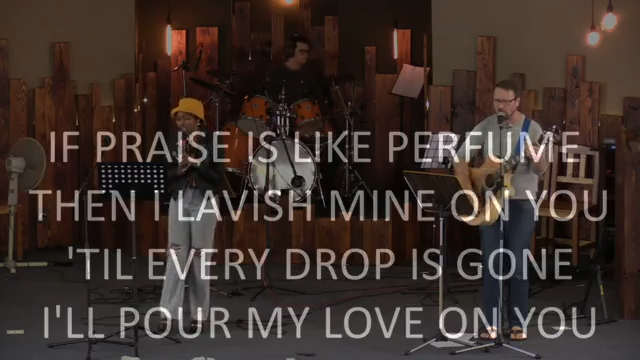 IF PRAISE IS LIKE PERFUME
THEN I LAVISH MINE ON YOU
'TIL EVERY DROP IS GONE
I'LL POUR MY LOVE ON YOU